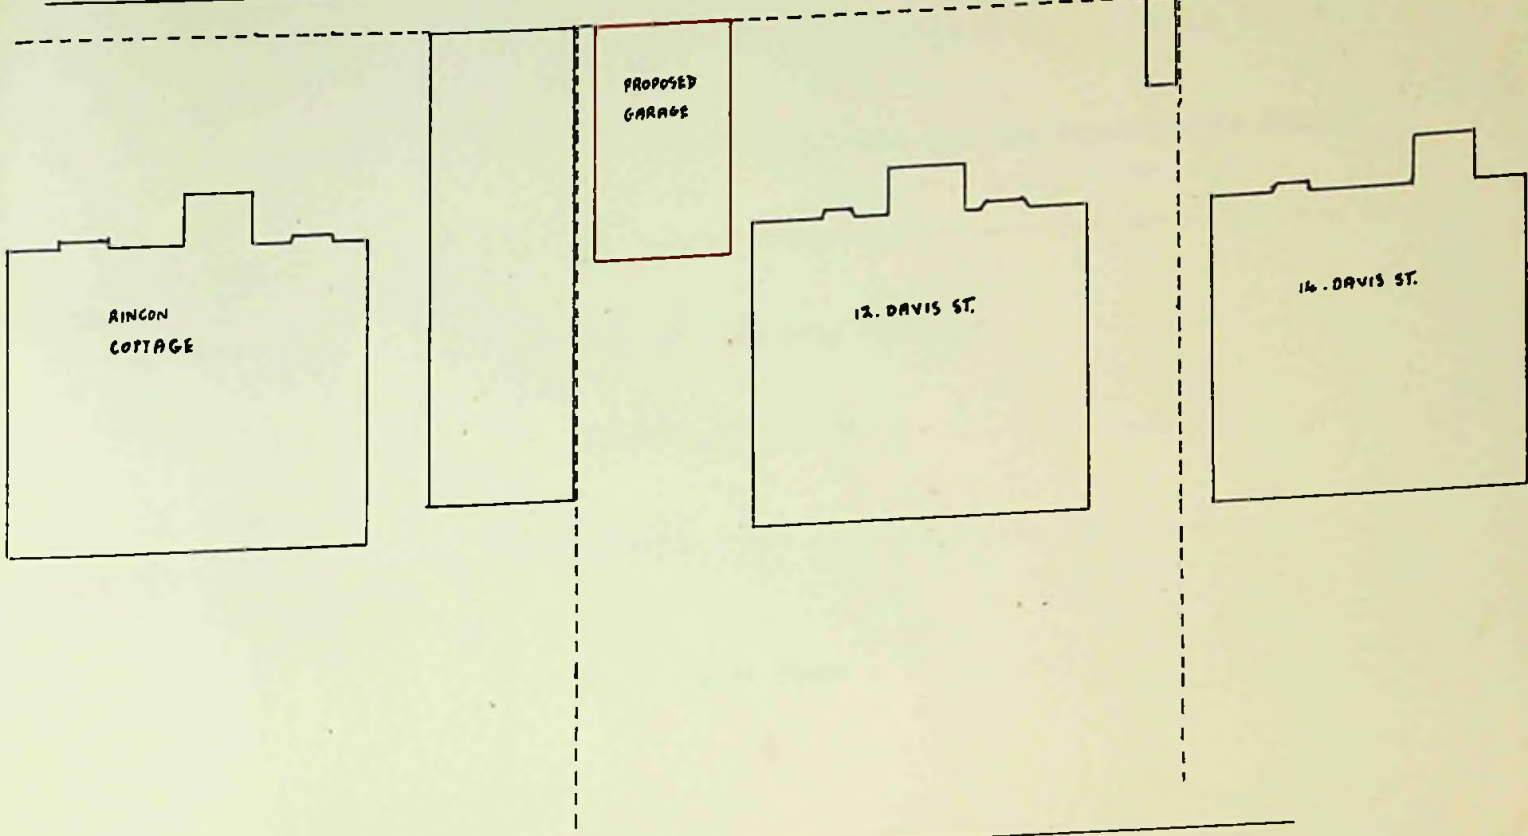 PROPOSED
GARAGE
RINCON
COTTAGE
12. DAVIS ST.
14. DAVIS ST.